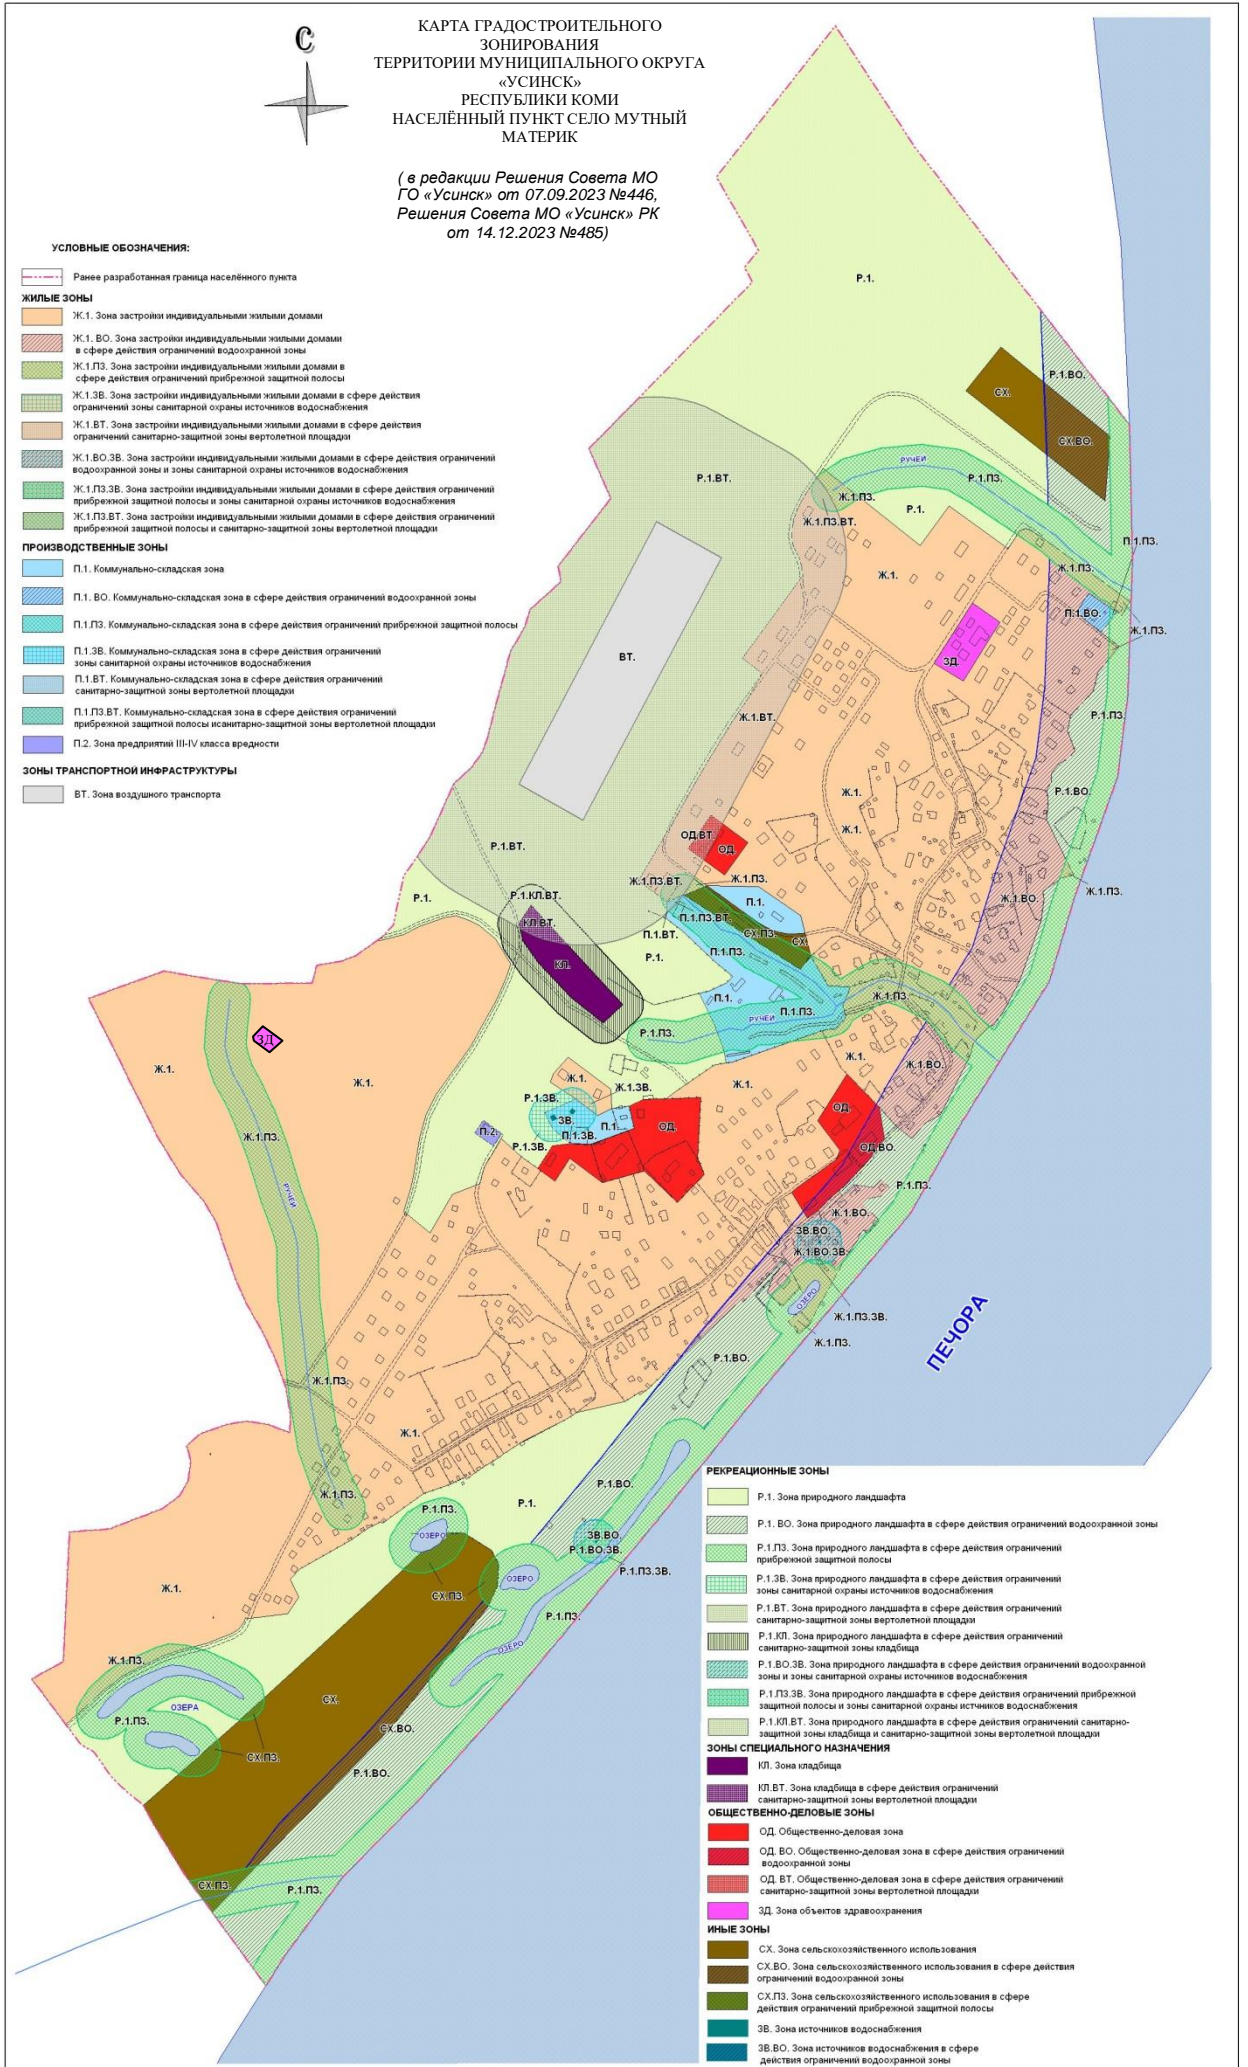 С
КАРТА ГРАДОСТРОИТЕЛЬНОГО
ЗОНИРОВАНИЯ
ТЕРРИТОРИИ МУНИЦИПАЛЬНОГО ОКРУГА
«УСИНСК»
РЕСПУБЛИКИ КОМИ
НАСЕЛЁННЫЙ ПУНКТ СЕЛО МУТНЫЙ
МАТЕРИК
( в редакции Решения Совета МО
ГО «Усинск» от 07.09.2023 №446,
Решения Совета МО «Усинск» РК
от 14.12.2023 №485)
УСЛОВНЫЕ ОБОЗНАЧЕНИЯ:
Ранее разработанная граница населённого пункта
ЖИЛЫЕ ЗОНЫ
Ж.1. Зона застройки индивидуальными жилыми домами
Ж.1. ВО. Зона застройки индивидуальными жилыми домами
в сфере действия ограничений водоохранной зоны
Ж.1.ПЗ. Зона застройки индивидуальными жилыми домами в
сфере действия ограничений прибрежной защитной полосы
Ж.1.ЗВ. Зона застройки индивидуальными жилыми домами в сфере действия
ограничений зоны санитарной охраны источников водоснабжения
Ж.1.ВТ. Зона застройки индивидуальными жилыми домами в сфере действия
ограничений санитарно-защитной зоны вертолетной площадки
Ж.1.ВО.ЗВ. Зона застройки индивидуальными жилыми домами в сфере действия ограничений
водоохранной зоны и зоны санитарной охраны источников водоснабжения
Ж.1.ПЗ.ЗВ. Зона застройки индивидуальными жилыми домами в сфере действия ограничений
прибрежной защитной полосы и зоны санитарной охраны источников водоснабжения
Ж.1.ПЗ.ВТ. Зона застройки индивидуальными жилыми домами в сфере действия ограничений
прибрежной защитной полосы и санитарно-защитной зоны вертолетной площадки
ПРОИЗВОДСТВЕННЫЕ ЗОНЫ
П.1. Коммунально-складская зона
П.1. ВО. Коммунально-складская зона в сфере действия ограничений водоохранной зоны
П.1.ПЗ. Коммунально-складская зона в сфере действия ограничений прибрежной защитной полосы
П.1.ЗВ. Коммунально-складская зона в сфере действия ограничений
зоны санитарной охраны источников водоснабжения
П.1.ВТ. Коммунально-складская зона в сфере действия ограничений
санитарно-защитной зоны вертолетной площадки
П.1.ПЗ.ВТ. Коммунально-складская зона в сфере действия ограничений
прибрежной защитной полосы исанитарно-защитной зоны вертолетной площадки
П.2. Зона предприятий III-IV класса вредности
ЗОНЫ ТРАНСПОРТНОЙ ИНФРАСТРУКТУРЫ
ВТ. Зона воздушного транспорта
Р.1.
Р.1.ВО.
СХ.
СХ.ВО.
РУЧЕЙ
Р.1.ПЗ.
Р.1.ВТ.
Ж.1.ПЗ.
Р.1.
Ж.1.ПЗ.ВТ.
П.1.ПЗ.
Ж.1.ПЗ.
Ж.1.
П.1.ВО.
Ж.1.ПЗ.
ВТ.
ЗД.
Ж.1.ВТ.
Р.1.ПЗ.
Ж.1.
Р.1.ВО.
Ж.1.
ОД.ВТ.
ОД.
Р.1.ВТ.
Ж.1.ПЗ.ВТ.
Ж.1.ПЗ.
Ж.1.ПЗ.
Р.1.
Р.1.КЛ.ВТ.
П.1.
Ж.1.ВО.
КЛ.ВТ.
П.1.ПЗ.ВТ.
П.1.ВТ.
СХ.ПЗ.
СХ.
П.1.ПЗ.
Р.1.
КЛ.
П.1.
Ж.1.ПЗ.
П.1.ПЗ.
РУЧЕЙ
Р.1.ПЗ.
ЗД
Ж.1.
Ж.1.
Ж.1.
Ж.1.ВО.
Ж.1.
Ж.1.ЗВ.
Ж.1.
Р.1.ЗВ.
ЗВ.
П.1.
ОД.
ОД.
П.2.
П.1.ЗВ.
Р.1.ЗВ.
Ж.1.ПЗ.
ОД.ВО.
Р.1.ПЗ.
РУЧЕЙ
Ж.1.ВО.
ЗВ.ВО.
Ж.1.ВО.ЗВ.
ОЗЕРО
Ж.1.ПЗ.ЗВ.
Ж.1.ПЗ.
ПЕЧОРА
Р.1.ВО.
Ж.1.ПЗ.
Ж.1.
Р.1.ВО.
Ж.1.ПЗ.
Р.1.ПЗ.
Р.1.
ОЗЕРО
ЗВ.ВО.
Р.1.ВО.ЗВ.
Р.1.ПЗ.ЗВ.
ОЗЕРО
СХ.ПЗ.
Ж.1.
Р.1.ПЗ.
ОЗЕРО
Ж.1.ПЗ.
СХ.
ОЗЕРА
Р.1.ПЗ.
СХ.ВО.
СХ.ПЗ.
Р.1.ВО.
СХ.ПЗ.
Р.1.ПЗ.
РЕКРЕАЦИОННЫЕ ЗОНЫ
Р.1. Зона природного ландшафта
Р.1. ВО. Зона природного ландшафта в сфере действия ограничений водоохранной зоны
Р.1.ПЗ. Зона природного ландшафта в сфере действия ограничений
прибрежной защитной полосы
Р.1.ЗВ. Зона природного ландшафта в сфере действия ограничений
зоны санитарной охраны источников водоснабжения
Р.1.ВТ. Зона природного ландшафта в сфере действия ограничений
санитарно-защитной зоны вертолетной площадки
Р.1.КЛ. Зона природного ландшафта в сфере действия ограничений
санитарно-защитной зоны кладбища
Р.1.ВО.ЗВ. Зона природного ландшафта в сфере действия ограничений водоохранной
зоны и зоны санитарной охраны источников водоснабжения
Р.1.ПЗ.ЗВ. Зона природного ландшафта в сфере действия ограничений прибрежной
защитной полосы и зоны санитарной охраны источников водоснабжения
Р.1.КЛ.ВТ. Зона природного ландшафта в сфере действия ограничений санитарно-
защитной зоны кладбища и санитарно-защитной зоны вертолетной площадки
ЗОНЫ СПЕЦИАЛЬНОГО НАЗНАЧЕНИЯ
КЛ. Зона кладбища
КЛ.ВТ. Зона кладбища в сфере действия ограничений
санитарно-защитной зоны вертолетной площадки
ОБЩЕСТВЕННО-ДЕЛОВЫЕ ЗОНЫ
ОД. Общественно-деловая зона
ОД. ВО. Общественно-деловая зона в сфере действия ограничений
водоохранной зоны
ОД. ВТ. Общественно-деловая зона в сфере действия ограничений
санитарно-защитной зоны вертолетной площадки
ЗД. Зона объектов здравоохранения
ИНЫЕ ЗОНЫ
СХ. Зона сельскохозяйственного использования
СХ.ВО. Зона сельскохозяйственного использования в сфере действия
ограничений водоохранной зоны
СХ.ПЗ. Зона сельскохозяйственного использования в сфере
действия ограничений прибрежной защитной полосы
ЗВ. Зона источников водоснабжения
ЗВ.ВО. Зона источников водоснабжения в сфере
действия ограничений водоохранной зоны